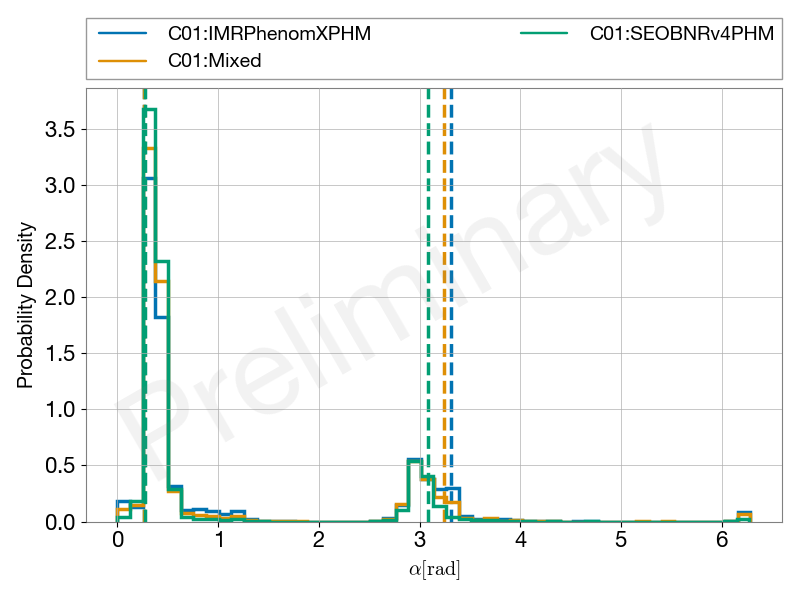 C01:IMRPhenomXPHM
C01:SEOBNRv4PHM
C01:Mixed
Preliminary
Probability Density
3.5
3.0
2.5
2.0
1.5
1.0
0.5
0.0
0 1 2 3 4 5 6
α[rad]